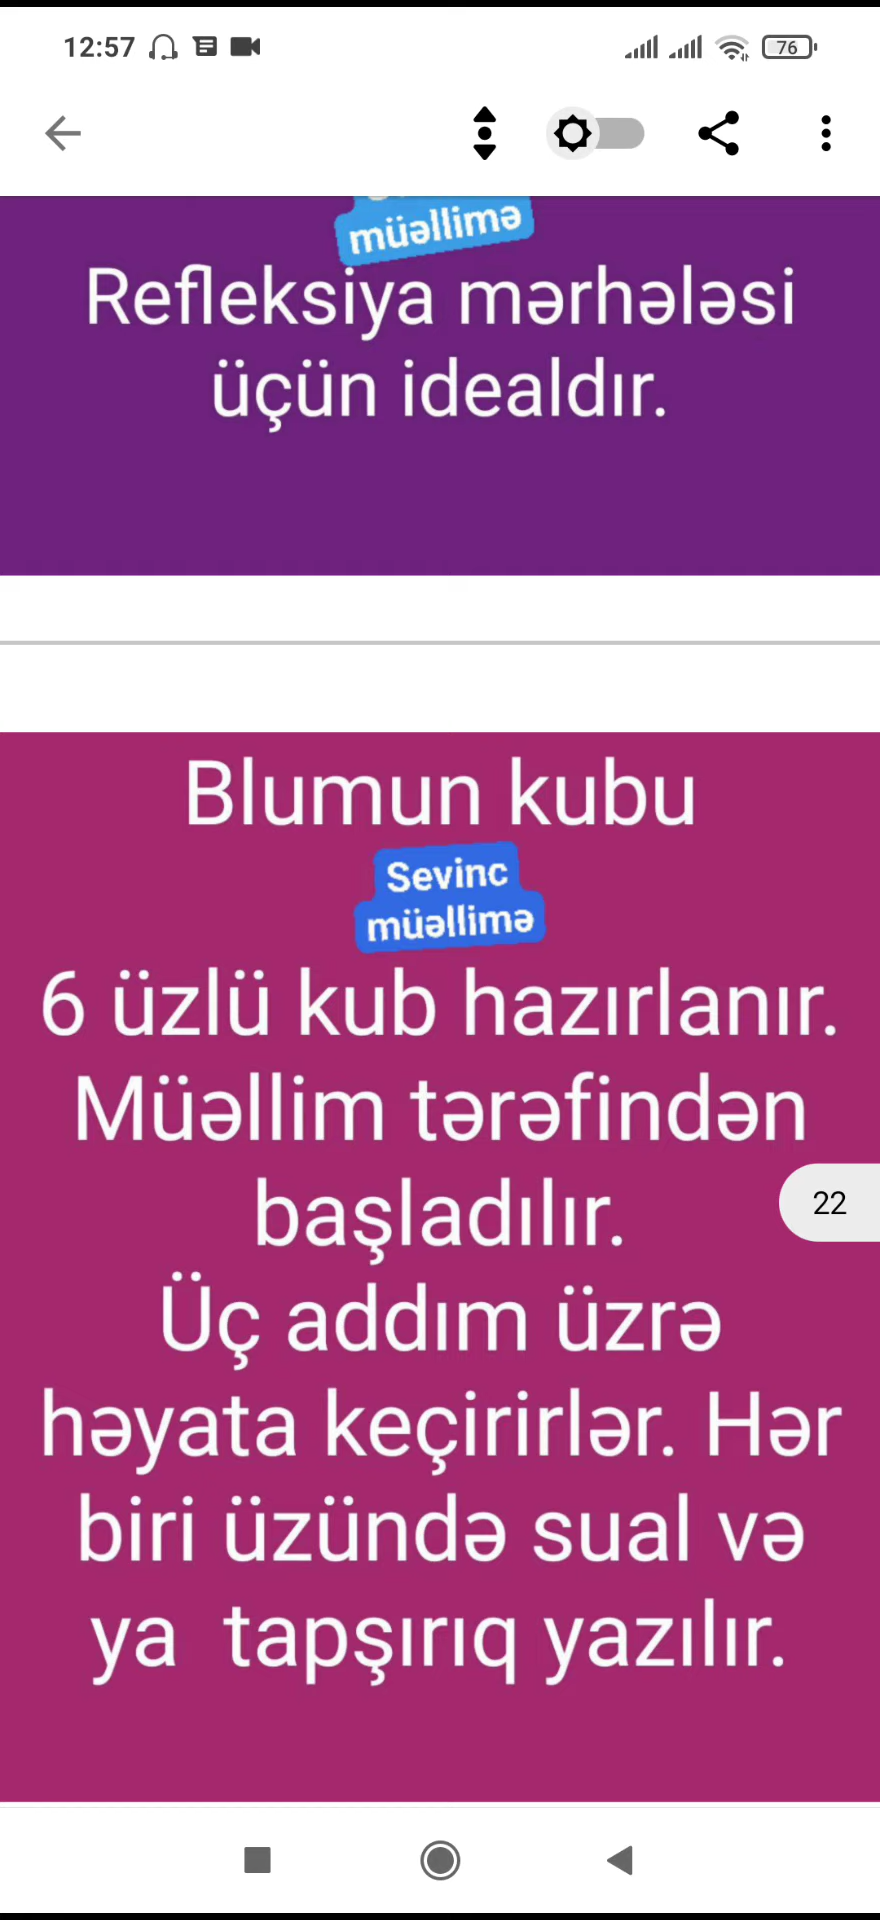 12:57
76
müəllimə
Refleksiya mərhələsi
üçün idealdır.
Blumun kubu
Sevinc
müəllimə
6 üzlü kub hazırlanır.
Müəllim tərəfindən
başladılır.
22
Üç addım üzrə
həyata keçirirlər. Hər
biri üzündə sual və
ya  tapşırıq yazılır.